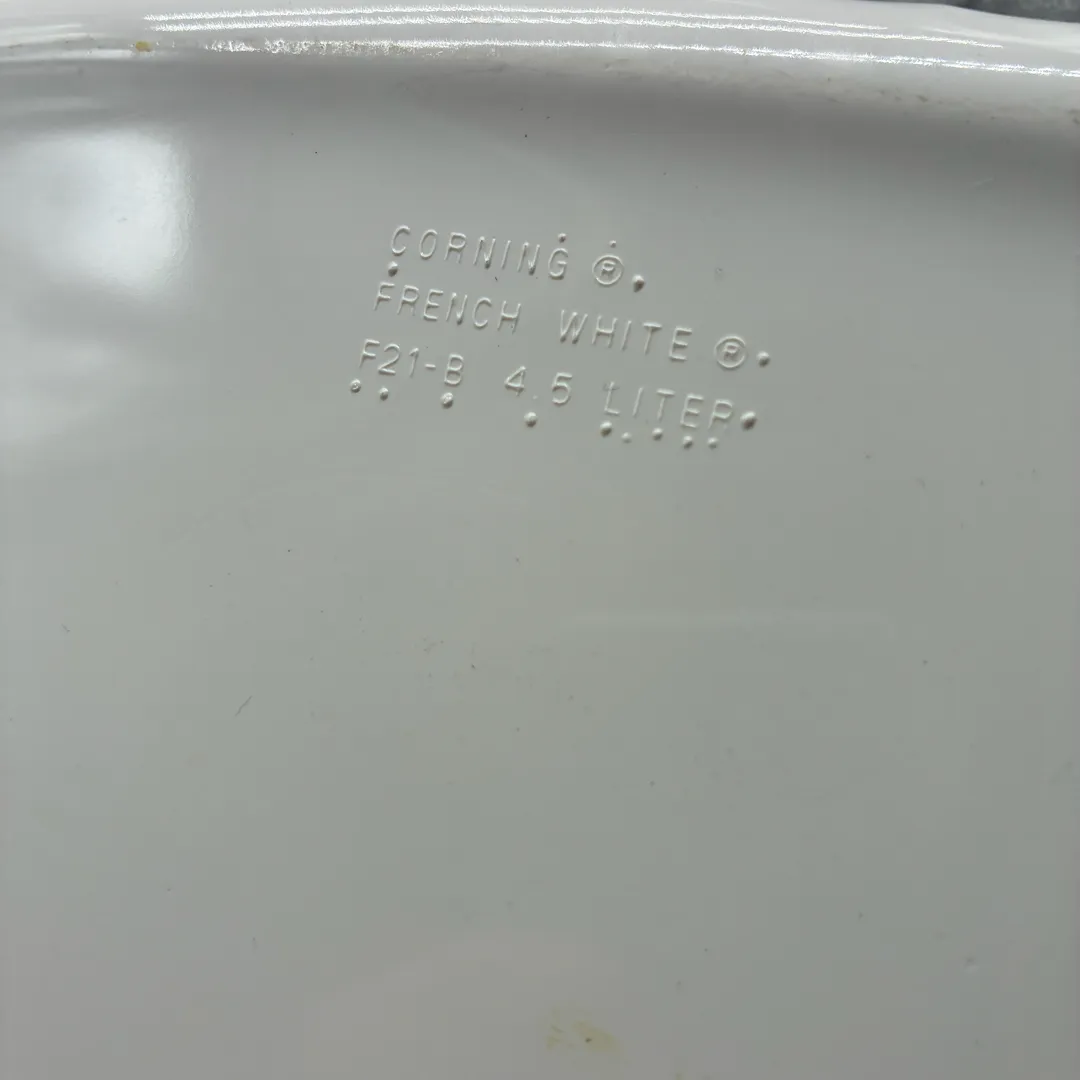 CORNING ®
FRENCH WHITE ®
F21-B 4.5 LITER